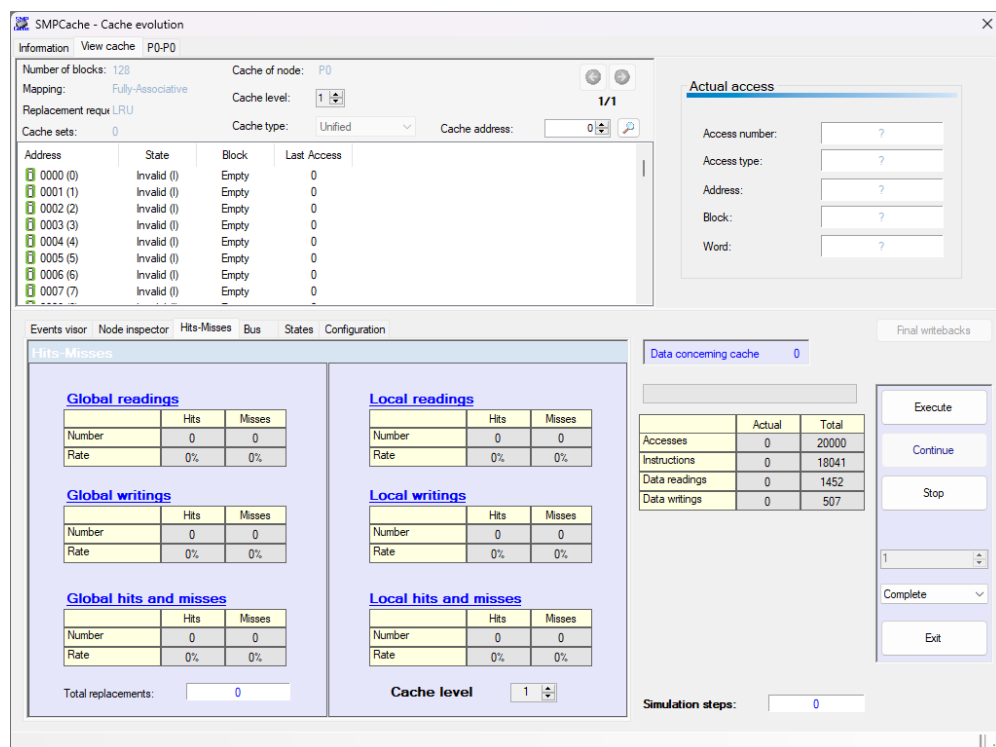 SMPCache - Cache evolution
Information View cache P0-P0
Number of blocks: 128 Cache of node: P0
Mapping: Fully-Associative Cache level: 1 1/1
Replacement reque LRU
Cache sets: 0 Cache type: Unified Cache address: 0
Address State Block Last Access
0000 (0) Invalid (I) Empty 0
0001 (1) Invalid (I) Empty 0
0002 (2) Invalid (I) Empty 0
0003 (3) Invalid (I) Empty 0
0004 (4) Invalid (I) Empty 0
0005 (5) Invalid (I) Empty 0
0006 (6) Invalid (I) Empty 0
0007 (7) Invalid (I) Empty 0
Actual access
Access number: ?
Access type: ?
Address: ?
Block: ?
Word: ?
Events visor Node inspector Hits-Misses Bus States Configuration
Hits-Misses
Global readings
Hits Misses
Number 0 0
Rate 0% 0%
Global writings
Hits Misses
Number 0 0
Rate 0% 0%
Global hits and misses
Hits Misses
Number 0 0
Rate 0% 0%
Total replacements: 0
Local readings
Hits Misses
Number 0 0
Rate 0% 0%
Local writings
Hits Misses
Number 0 0
Rate 0% 0%
Local hits and misses
Hits Misses
Number 0 0
Rate 0% 0%
Cache level 1
Data concerning cache 0
Actual Total
Accesses 0 20000
Instructions 0 18041
Data readings 0 1452
Data writings 0 507
Simulation steps: 0
Final writebacks
Execute
Continue
Stop
1
Complete
Exit